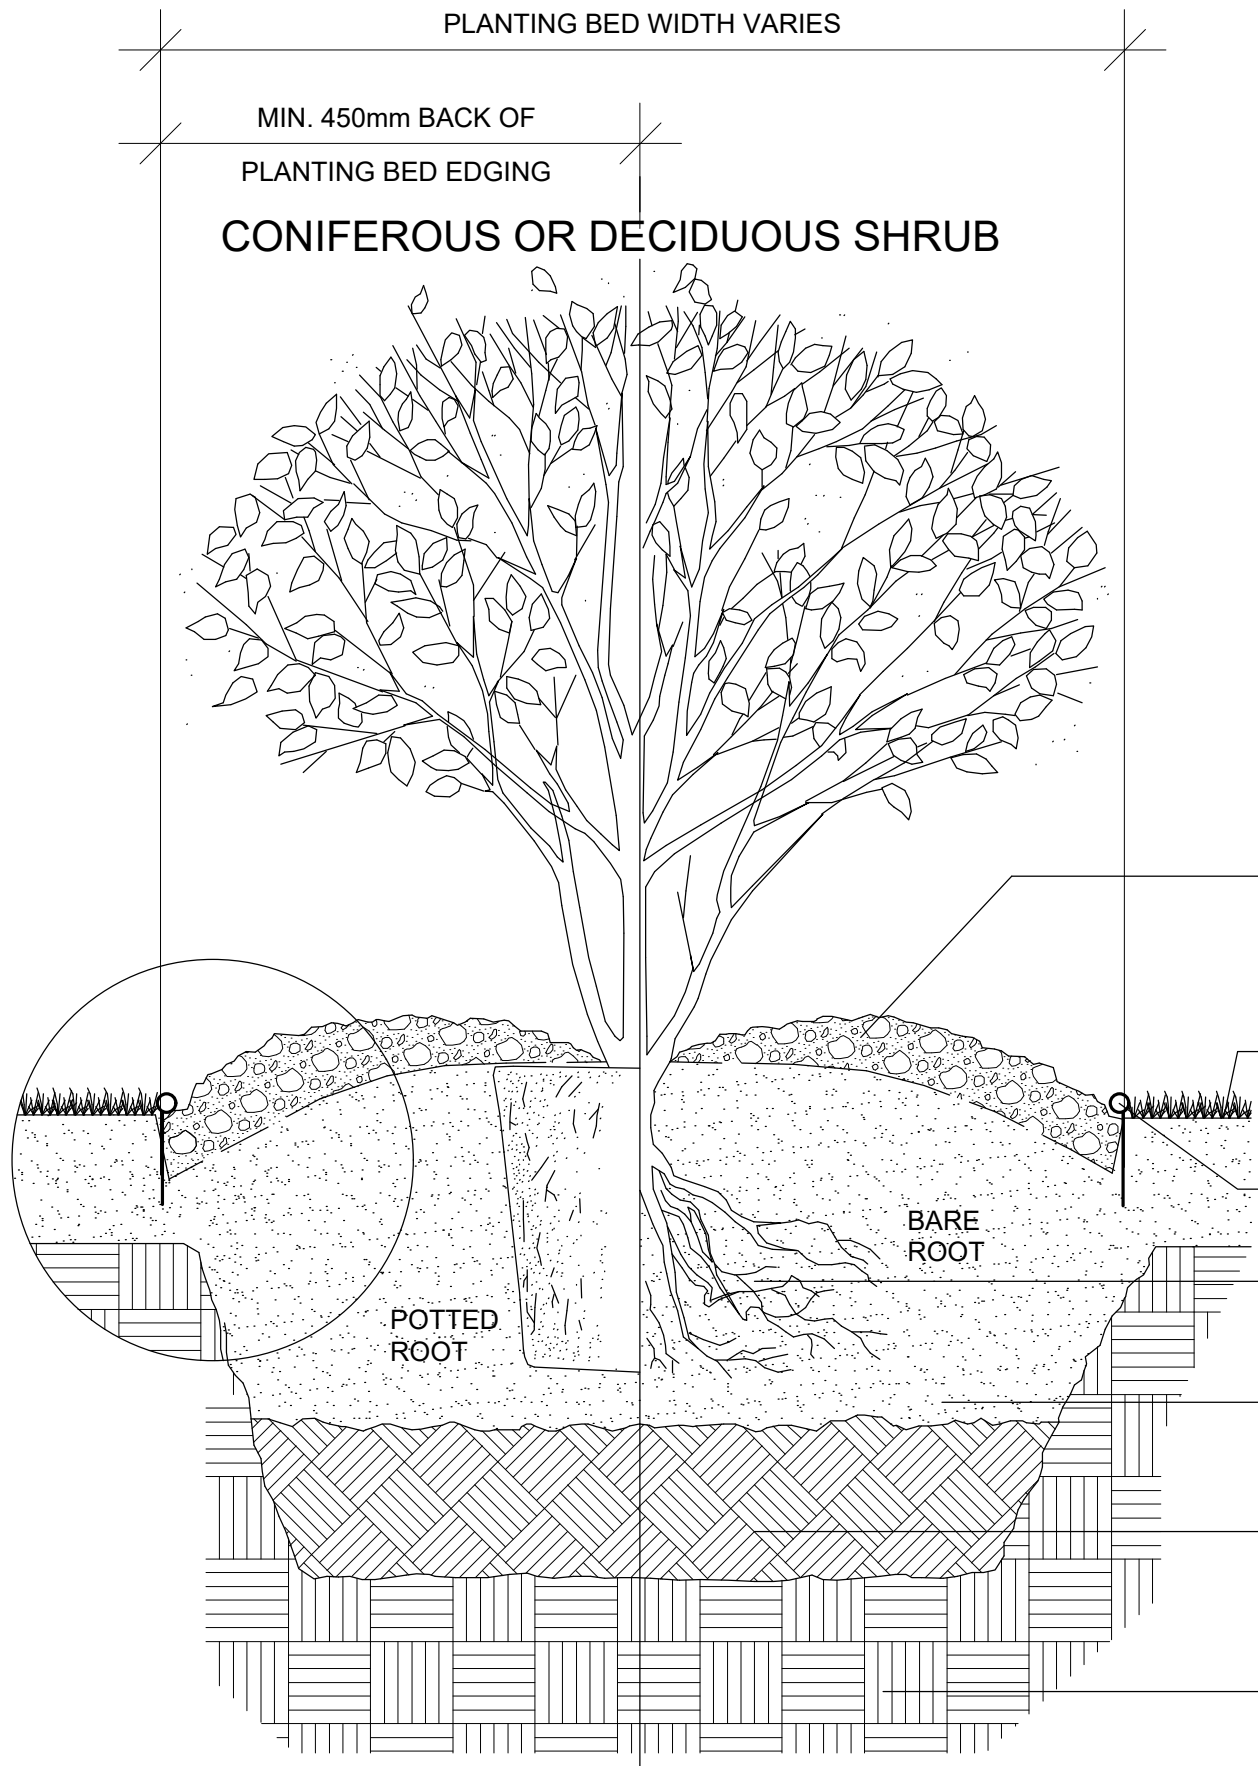 PLANTING BED WIDTH VARIES
MIN. 450mm BACK OF
PLANTING BED EDGING
CONIFEROUS OR DECIDUOUS SHRUB
BARE
ROOT
POTTED
ROOT